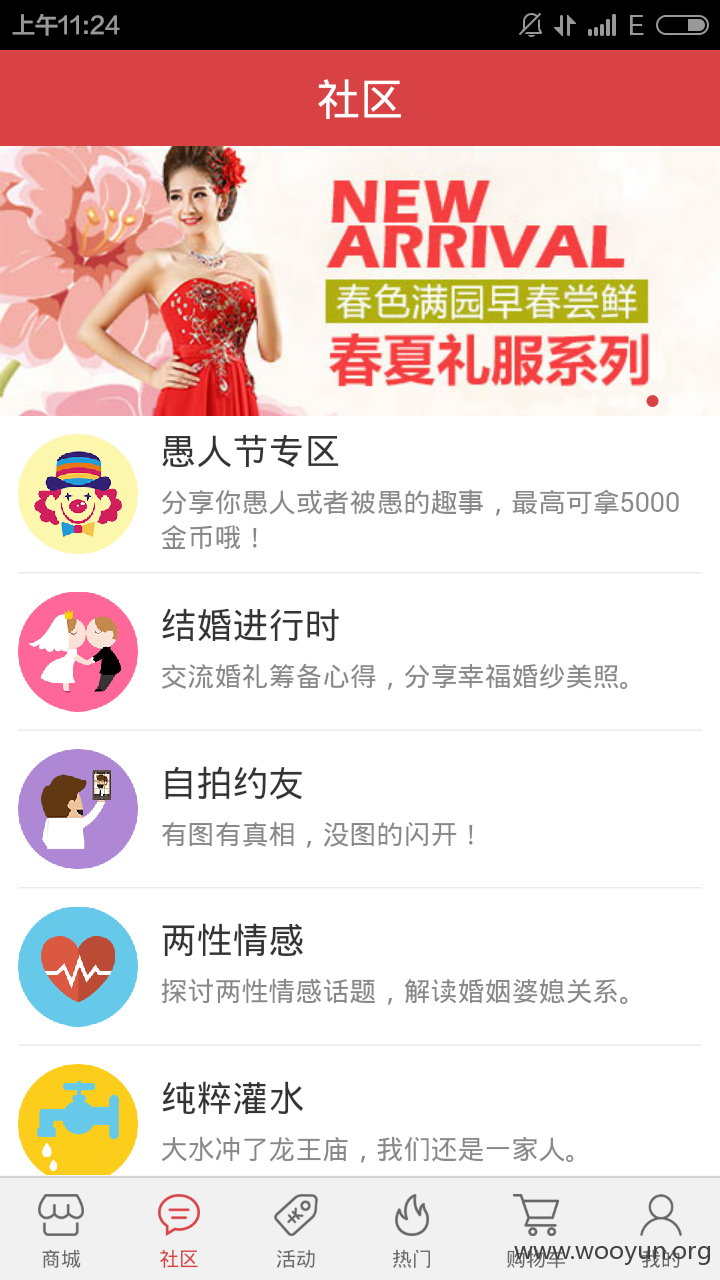 上午11:24
E
社区
NEW
ARRIVAL
春色满园早春尝鲜
春夏礼服系列
愚人节专区
分享你愚人或者被愚的趣事，最高可拿5000
金币哦！
结婚进行时
交流婚礼筹备心得，分享幸福婚纱美照。
自拍约友
有图有真相，没图的闪开！
两性情感
探讨两性情感话题，解读婚姻婆媳关系。
纯粹灌水
大水冲了龙王庙，我们还是一家人。
商城
社区
活动
热门
购物车
我的
www.wooyun.org